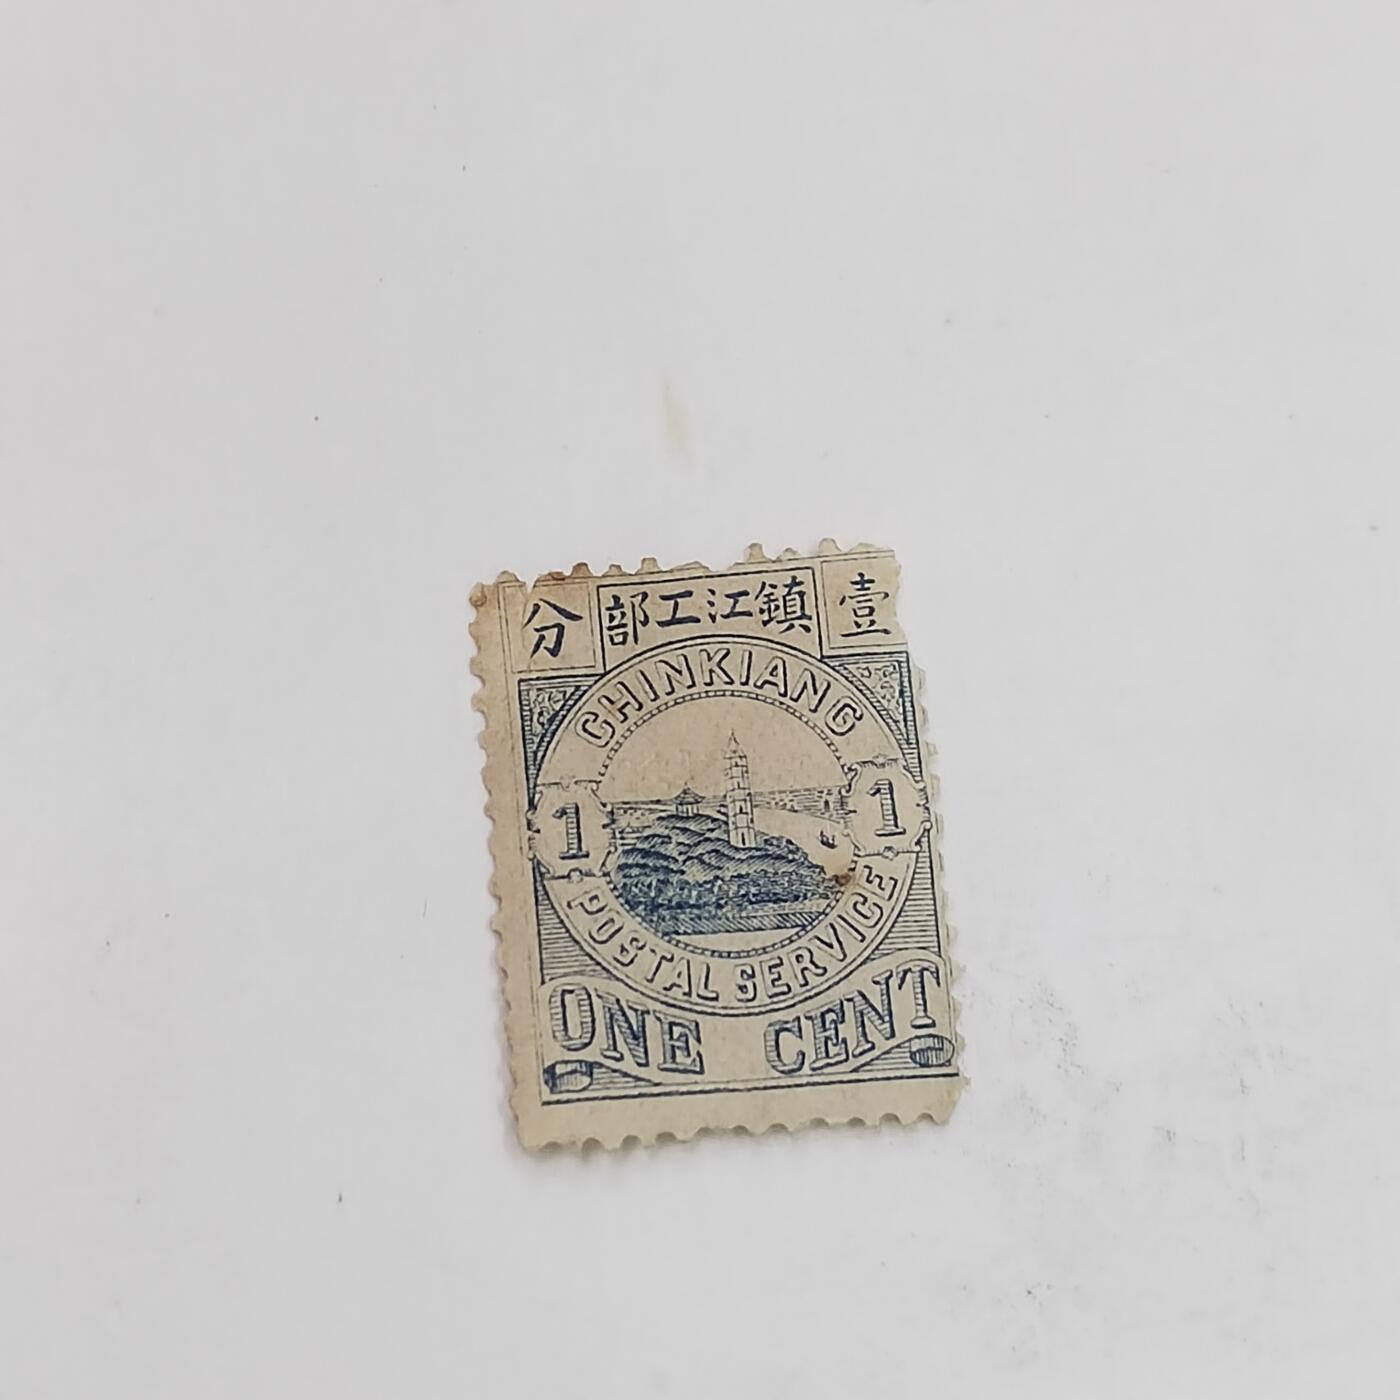 分 部工江鎮 壹
CHINKIANG
1 1
POSTAL SERVICE
ONE CENT